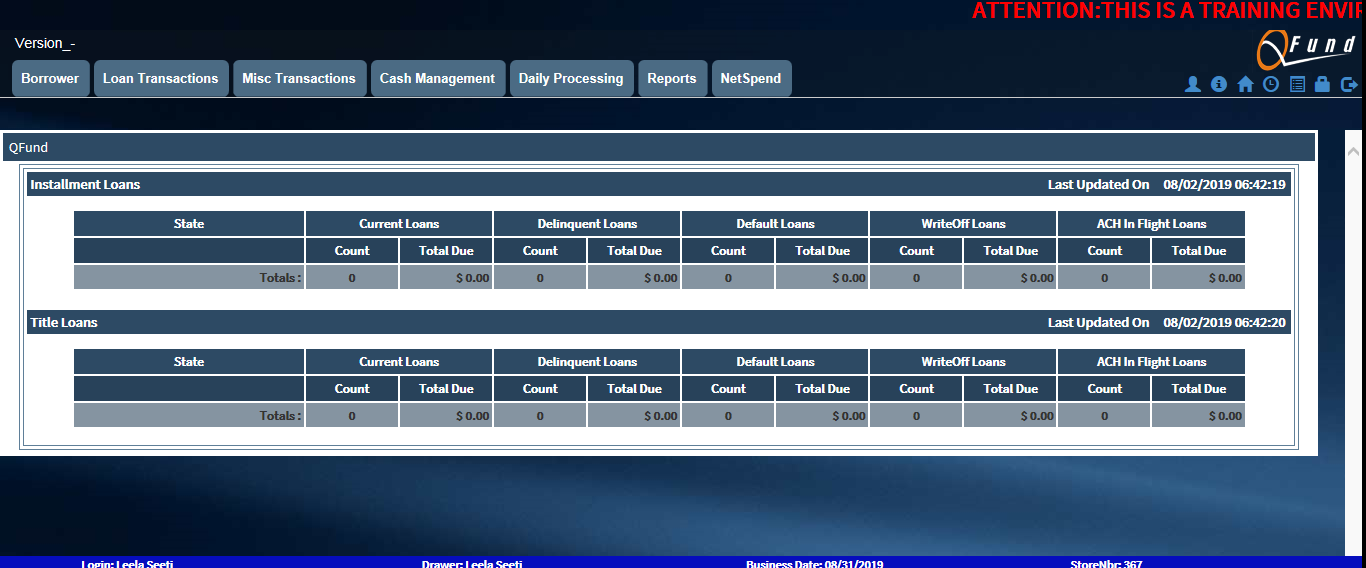 ATTENTION:THIS IS A TRAINING ENVIR
Version_-
QFund
Borrower Loan Transactions Misc Transactions Cash Management Daily Processing Reports NetSpend
QFund
Installment Loans Last Updated On 08/02/2019 06:42:19
State Current Loans Delinquent Loans Default Loans WriteOff Loans ACH In Flight Loans
Count Total Due Count Total Due Count Total Due Count Total Due Count Total Due
Totals : 0 $ 0.00 0 $ 0.00 0 $ 0.00 0 $ 0.00 0 $ 0.00
Title Loans Last Updated On 08/02/2019 06:42:20
State Current Loans Delinquent Loans Default Loans WriteOff Loans ACH In Flight Loans
Count Total Due Count Total Due Count Total Due Count Total Due Count Total Due
Totals : 0 $ 0.00 0 $ 0.00 0 $ 0.00 0 $ 0.00 0 $ 0.00
Login: Leela Seeti Drawer: Leela Seeti Business Date: 08/31/2019 StoreNbr: 367